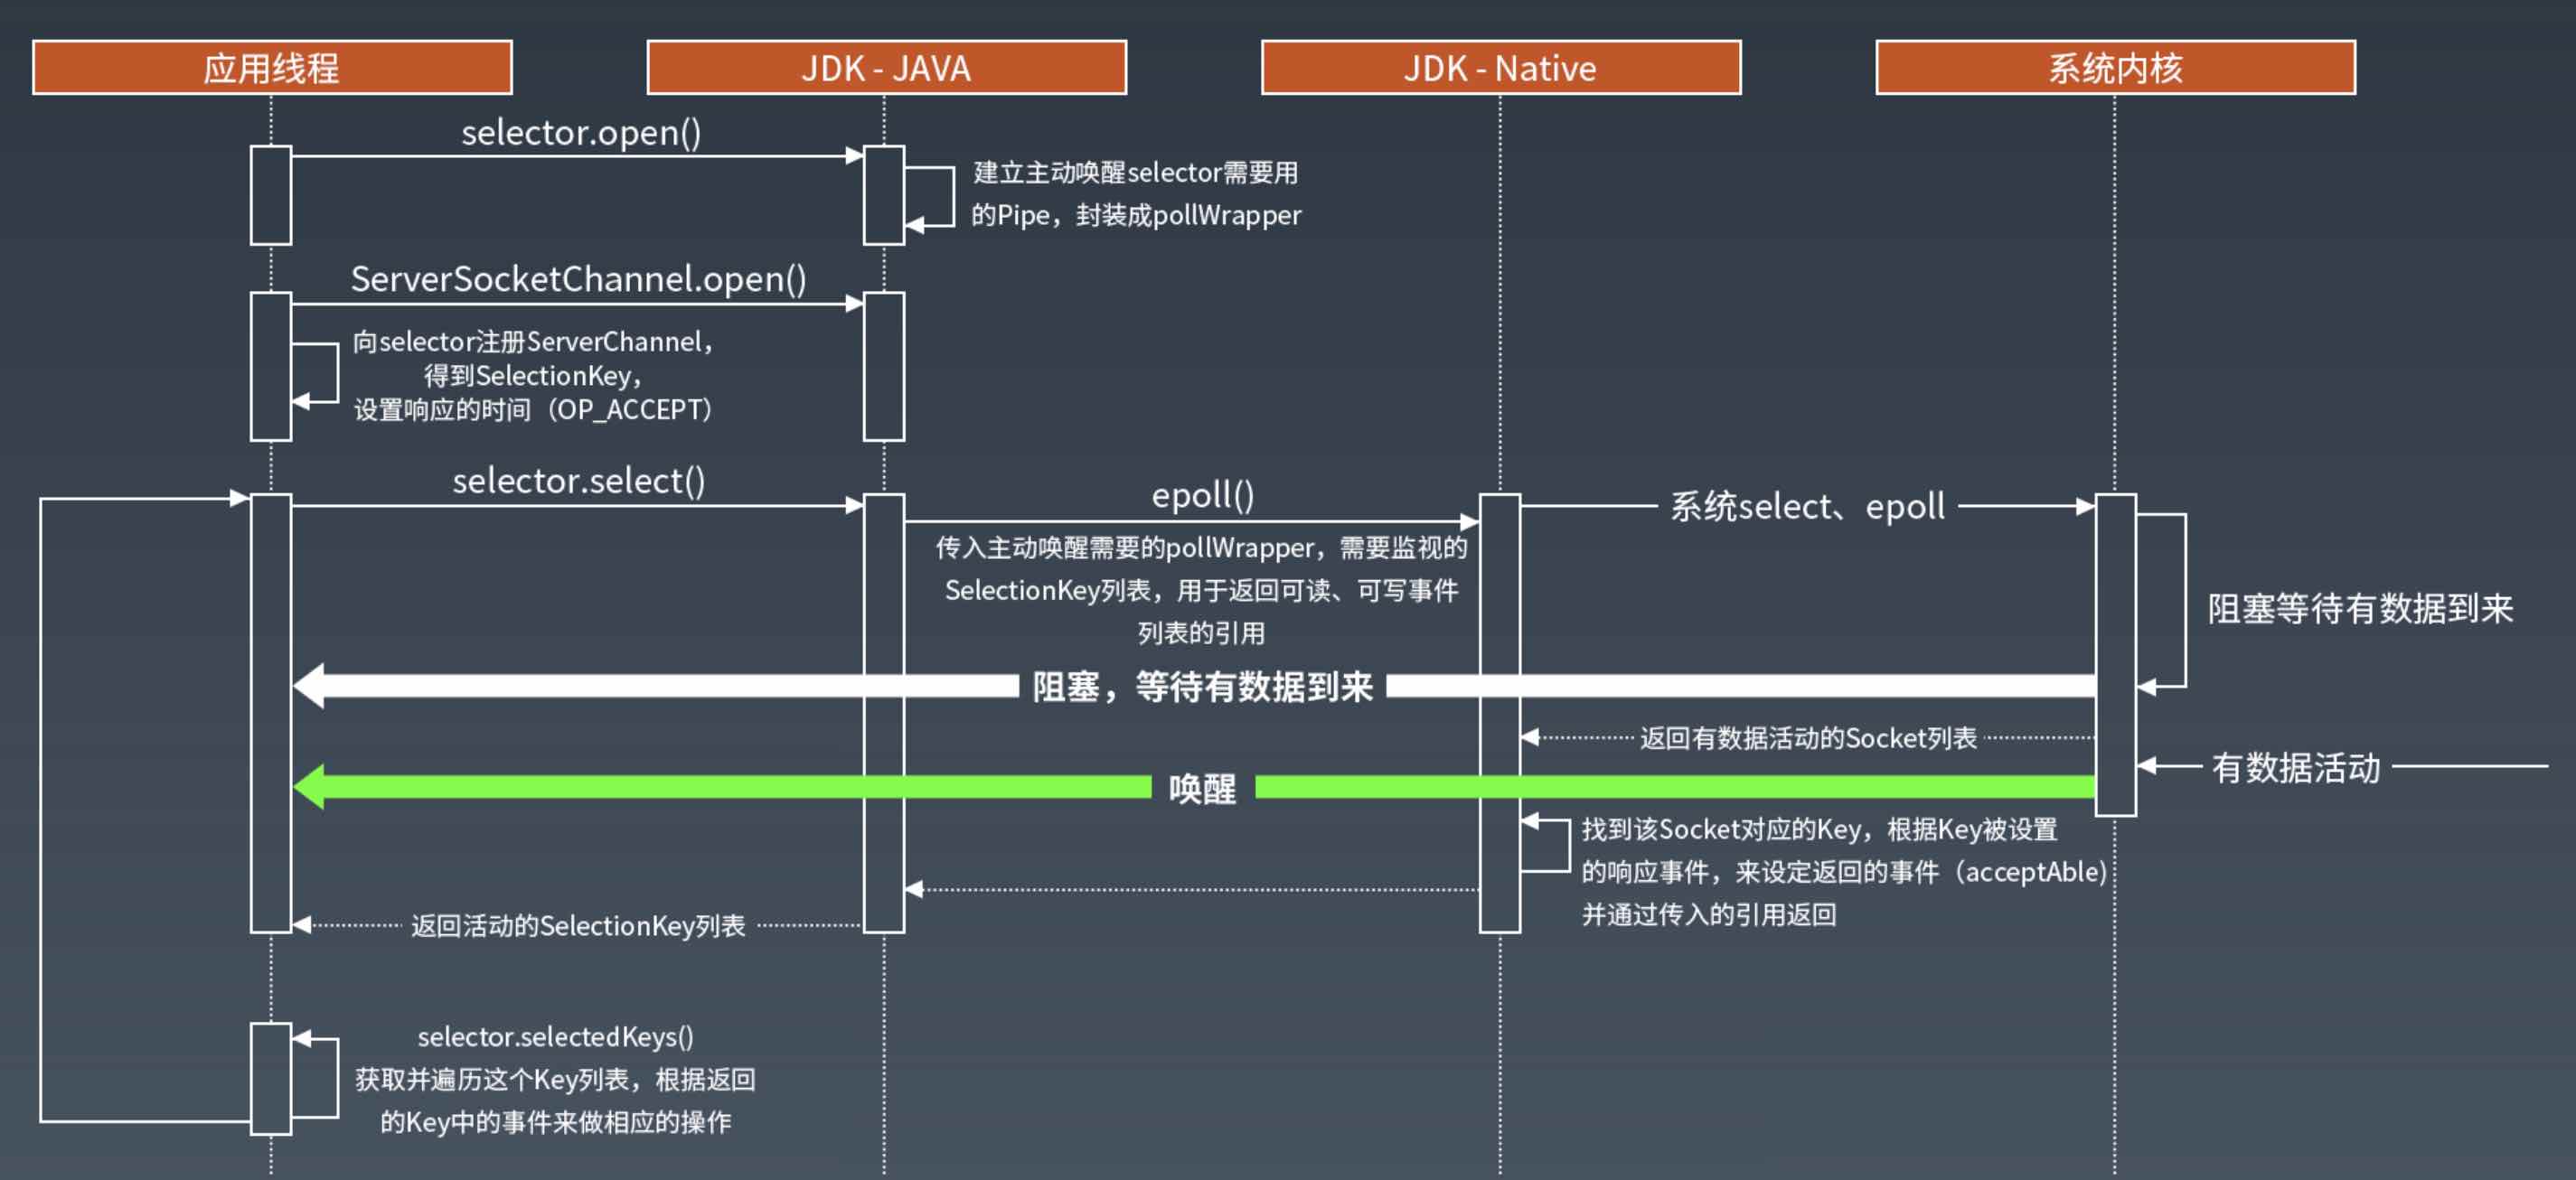 应用线程
JDK - JAVA
JDK - Native
系统内核
selector.open()
建立主动唤醒selector需要用
的Pipe，封装成pollWrapper
ServerSocketChannel.open()
向selector注册ServerChannel，
得到SelectionKey，
设置响应的时间（OP_ACCEPT）
selector.select()
epoll()
系统select、epoll
传入主动唤醒需要的pollWrapper，需要监视的
SelectionKey列表，用于返回可读、可写事件
列表的引用
阻塞等待有数据到来
阻塞，等待有数据到来
返回有数据活动的Socket列表
有数据活动
唤醒
找到该Socket对应的Key，根据Key被设置
的响应事件，来设定返回的事件（acceptAble)
并通过传入的引用返回
返回活动的SelectionKey列表
selector.selectedKeys()
获取并遍历这个Key列表，根据返回
的Key中的事件来做相应的操作